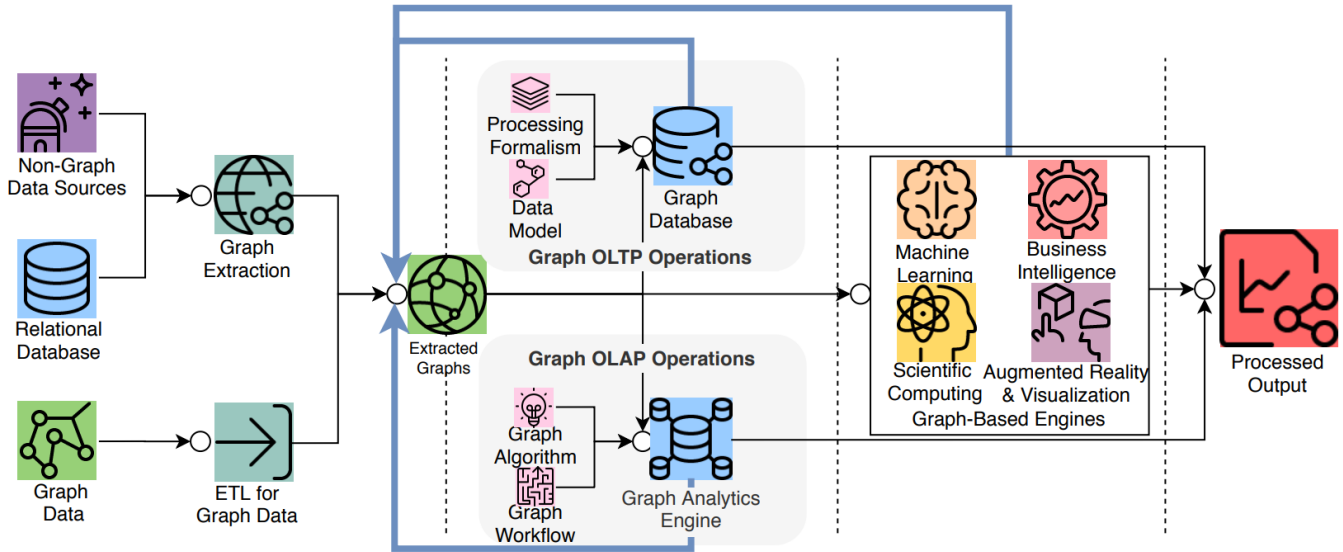 Non-Graph
Data Sources
Relational
Database
Graph
Data
Graph
Extraction
ETL for
Graph Data
Extracted
Graphs
Processing
Formalism
Data
Model
Graph
Database
Graph OLTP Operations
Graph OLAP Operations
Graph
Algorithm
Graph
Workflow
Graph Analytics
Engine
Machine
Learning
Business
Intelligence
Scientific
Computing
Augmented Reality
& Visualization
Graph-Based Engines
Processed
Output